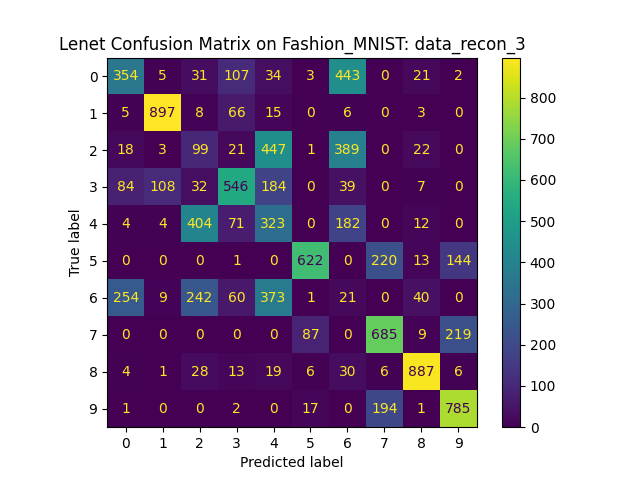 Lenet Confusion Matrix on Fashion_MNIST: data_recon_3
0 354 5 31 107 34 3 443 0 21 2
1 5 897 8 66 15 0 6 0 3 0
2 18 3 99 21 447 1 389 0 22 0
3 84 108 32 546 184 0 39 0 7 0
4 4 4 404 71 323 0 182 0 12 0
5 0 0 0 1 0 622 0 220 13 144
6 254 9 242 60 373 1 21 0 40 0
7 0 0 0 0 0 87 0 685 9 219
8 4 1 28 13 19 6 30 6 887 6
9 1 0 0 2 0 17 0 194 1 785
0 1 2 3 4 5 6 7 8 9
Predicted label
True label
800
700
600
500
400
300
200
100
0